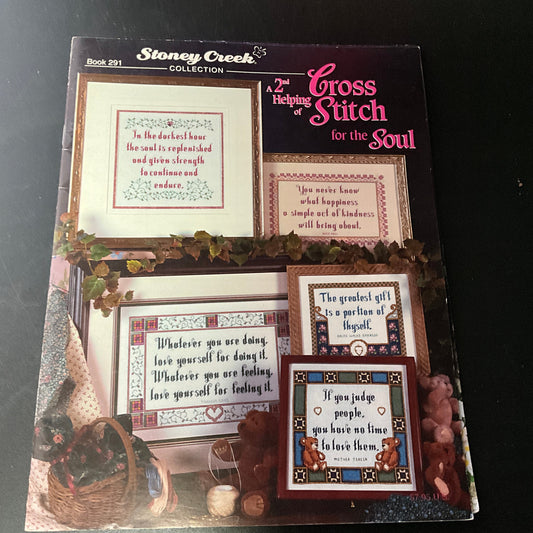 Book 291
Stoney Creek
COLLECTION
A 2nd
Helping
of
Cross
Stitch
for the Soul
In the darkest hour
the soul is replenished
and given strength
to continue and
endure.
You never know
what happiness
a simple act of kindness
will bring about.
The greatest gift
is a portion of
thyself.
Whatever you are doing,
love yourself for doing it.
Whatever you are feeling,
love yourself for feeling it.
If you judge
people,
you have no time
to love them.
MOTHER TERESA